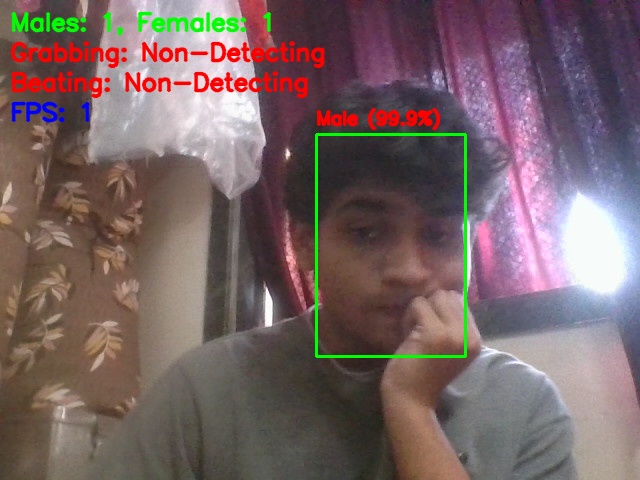 Males: 1, Females: 1
Grabbing: Non-Detecting
Beating: Non-Detecting
FPS: 1
Male (99.9%)